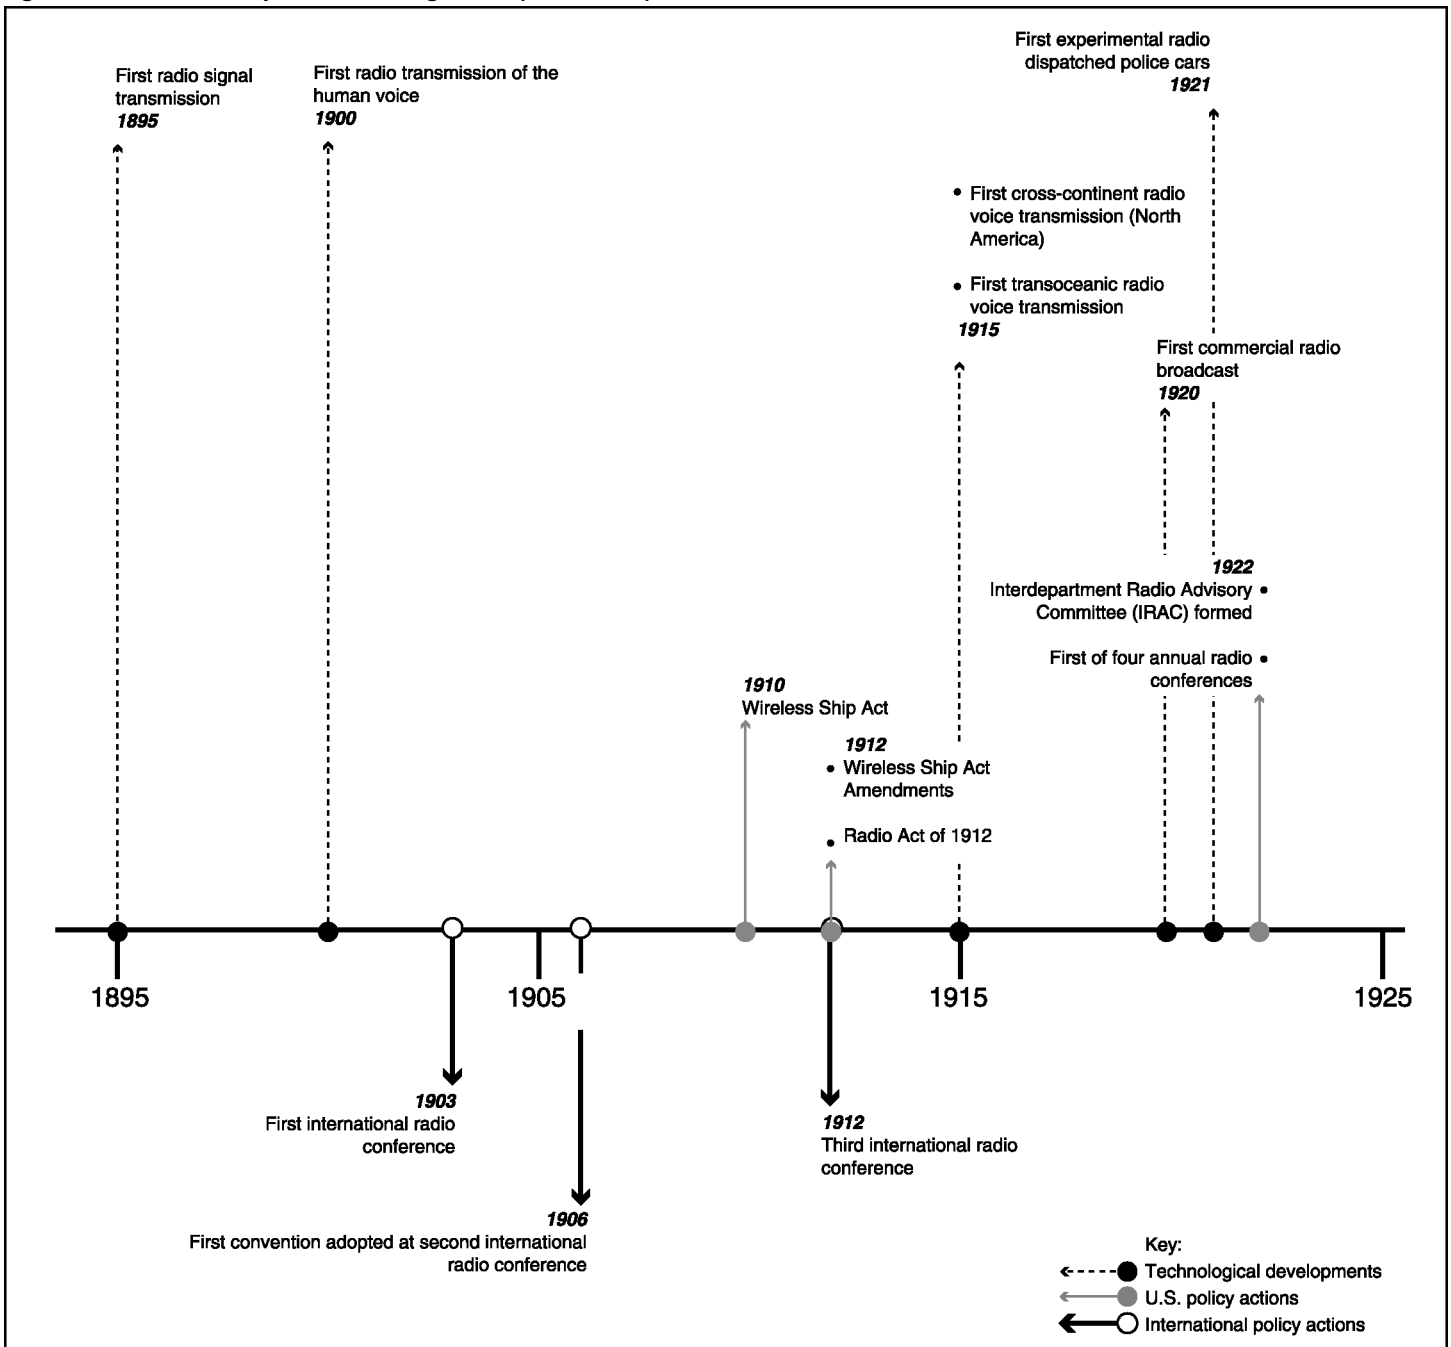 First radio signal
transmission
1895
First radio transmission of the
human voice
1900
First experimental radio
dispatched police cars
1921
• First cross-continent radio
voice transmission (North
America)
• First transoceanic radio
voice transmission
1915
First commercial radio
broadcast
1920
1922
Interdepartment Radio Advisory •
Committee (IRAC) formed
First of four annual radio •
conferences
1910
Wireless Ship Act
1912
• Wireless Ship Act
Amendments
• Radio Act of 1912
1895
1905
1915
1925
1903
First international radio
conference
1906
First convention adopted at second international
radio conference
1912
Third international radio
conference
Key:
Technological developments
U.S. policy actions
International policy actions